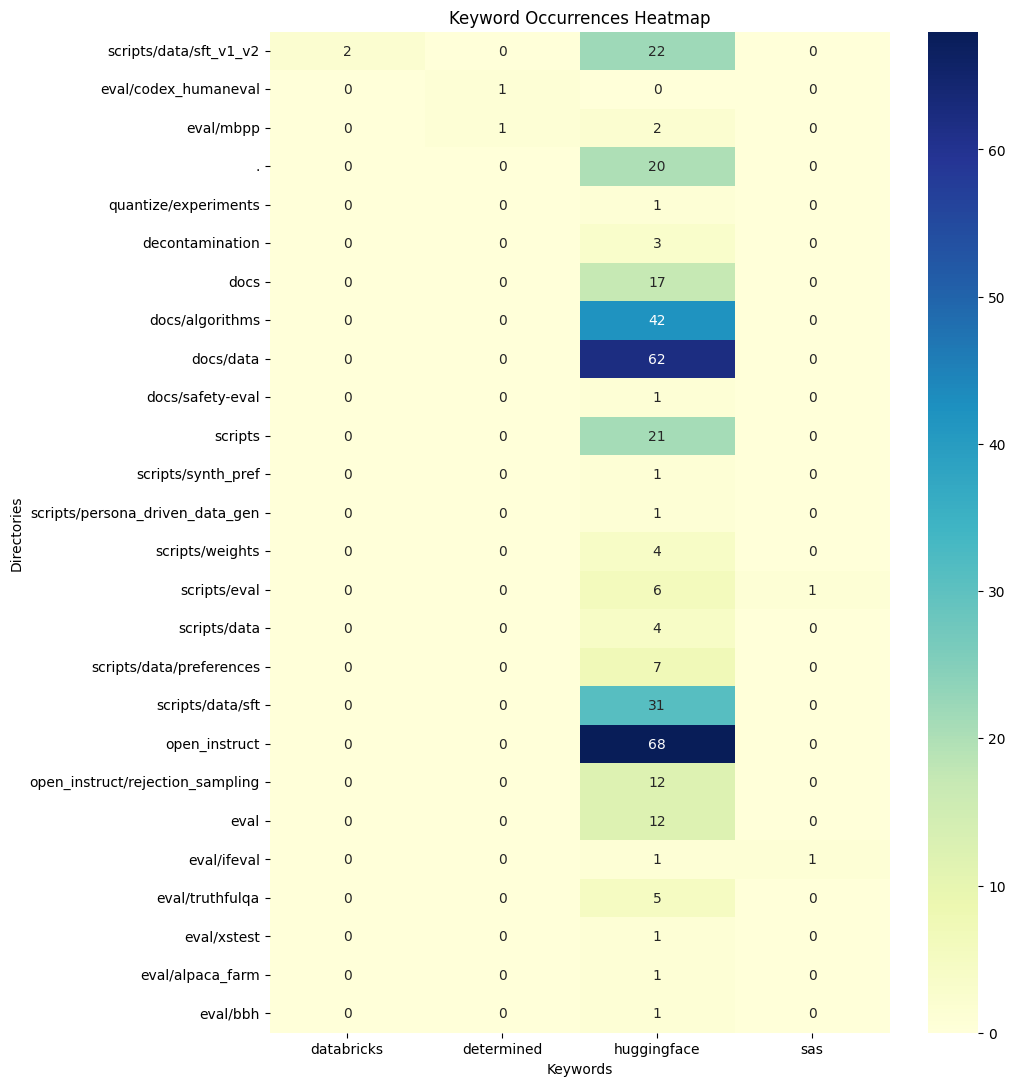 Keyword Occurrences Heatmap
scripts/data/sft_v1_v2 2 0 22 0
eval/codex_humaneval 0 1 0 0
eval/mbpp 0 1 2 0
. 0 0 20 0
quantize/experiments 0 0 1 0
decontamination 0 0 3 0
docs 0 0 17 0
docs/algorithms 0 0 42 0
docs/data 0 0 62 0
docs/safety-eval 0 0 1 0
scripts 0 0 21 0
scripts/synth_pref 0 0 1 0
scripts/persona_driven_data_gen 0 0 1 0
scripts/weights 0 0 4 0
scripts/eval 0 0 6 1
scripts/data 0 0 4 0
scripts/data/preferences 0 0 7 0
scripts/data/sft 0 0 31 0
open_instruct 0 0 68 0
open_instruct/rejection_sampling 0 0 12 0
eval 0 0 12 0
eval/ifeval 0 0 1 1
eval/truthfulqa 0 0 5 0
eval/xstest 0 0 1 0
eval/alpaca_farm 0 0 1 0
eval/bbh 0 0 1 0
databricks determined huggingface sas
Keywords
Directories
60
50
40
30
20
10
0